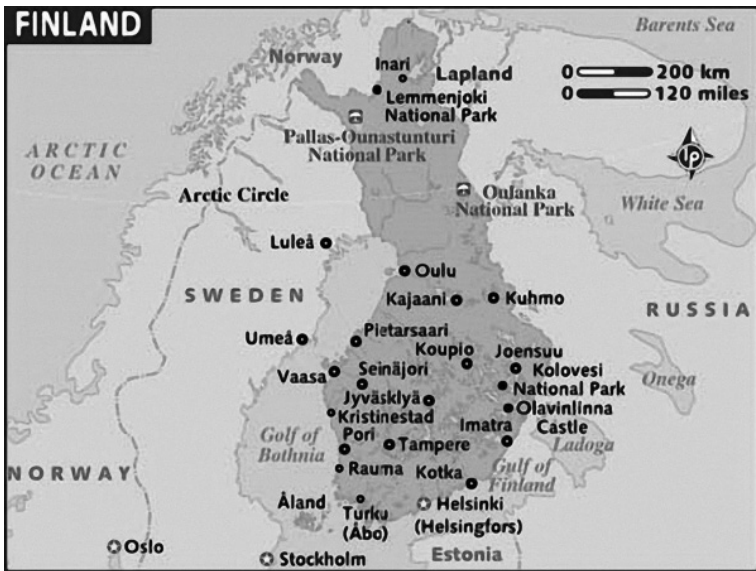 FINLAND
Barents Sea
Norway
Inari
Lapland
0 200 km
0 120 miles
Lemmenjoki
National Park
Pallas-Ounastunturi
National Park
ARCTIC
OCEAN
Arctic Circle
Oulanka
National Park
White Sea
lp
Luleå
Oulu
SWEDEN
Kajaani
Kuhmo
RUSSIA
Umeå
Pietarsaari
Koupio
Joensuu
Vaasa
Seinäjori
Kolovesi
National Park
Onega
Jyväsklyä
Kristinestad
Olavinlinna
Castle
Imatra
Ladoga
Golf of
Bothnia
Pori
Tampere
NORWAY
Rauma
Kotka
Gulf of
Finland
Åland
Turku
(Åbo)
Helsinki
(Helsingfors)
Oslo
Stockholm
Estonia